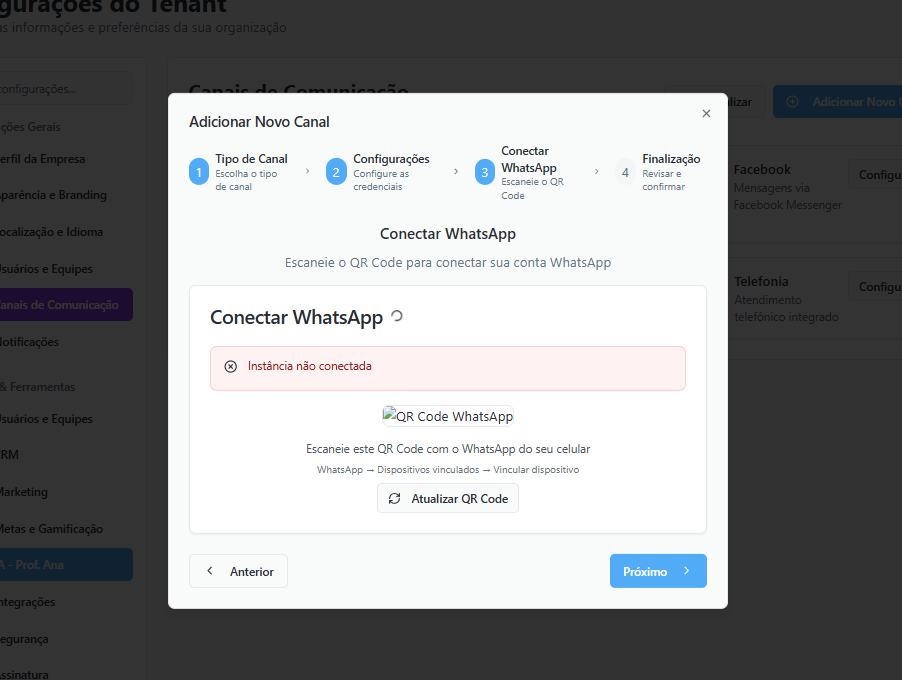 gurações do Tenant
as informações e preferências da sua organização
configurações...
ções Gerais
erfil da Empresa
parência e Branding
ocalização e Idioma
suários e Equipes
anais de Comunicação
otificações
& Ferramentas
suários e Equipes
RM
Marketing
Metas e Gamificação
A - Prof. Ana
ntegrações
egurança
ssinatura
Canais de Comunicação
lizar
Adicionar Novo C
Facebook
Mensagens via
Facebook Messenger
Configu
Telefonia
Atendimento
telefônico integrado
Configu
Adicionar Novo Canal
1
Tipo de Canal
Escolha o tipo
de canal
2
Configurações
Configure as
credenciais
3
Conectar
WhatsApp
Escaneie o QR
Code
4
Finalização
Revisar e
confirmar
Conectar WhatsApp
Escaneie o QR Code para conectar sua conta WhatsApp
Conectar WhatsApp
Instância não conectada
QR Code WhatsApp
Escaneie este QR Code com o WhatsApp do seu celular
WhatsApp → Dispositivos vinculados → Vincular dispositivo
Atualizar QR Code
Anterior
Próximo